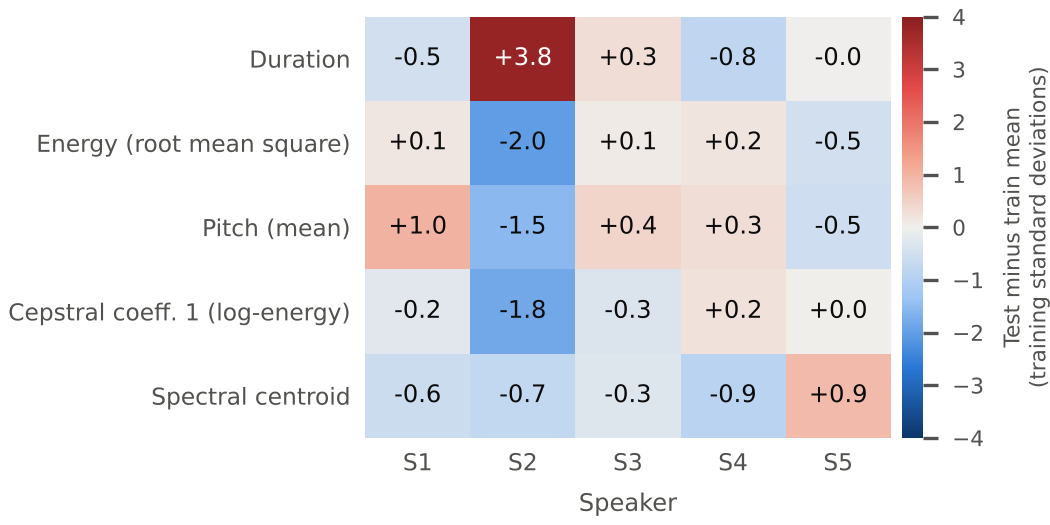 Duration -0.5 +3.8 +0.3 -0.8 -0.0
Energy (root mean square) +0.1 -2.0 +0.1 +0.2 -0.5
Pitch (mean) +1.0 -1.5 +0.4 +0.3 -0.5
Cepstral coeff. 1 (log-energy) -0.2 -1.8 -0.3 +0.2 +0.0
Spectral centroid -0.6 -0.7 -0.3 -0.9 +0.9
S1 S2 S3 S4 S5
Speaker
4
3
2
1
0
−1
−2
−3
−4
Test minus train mean
(training standard deviations)